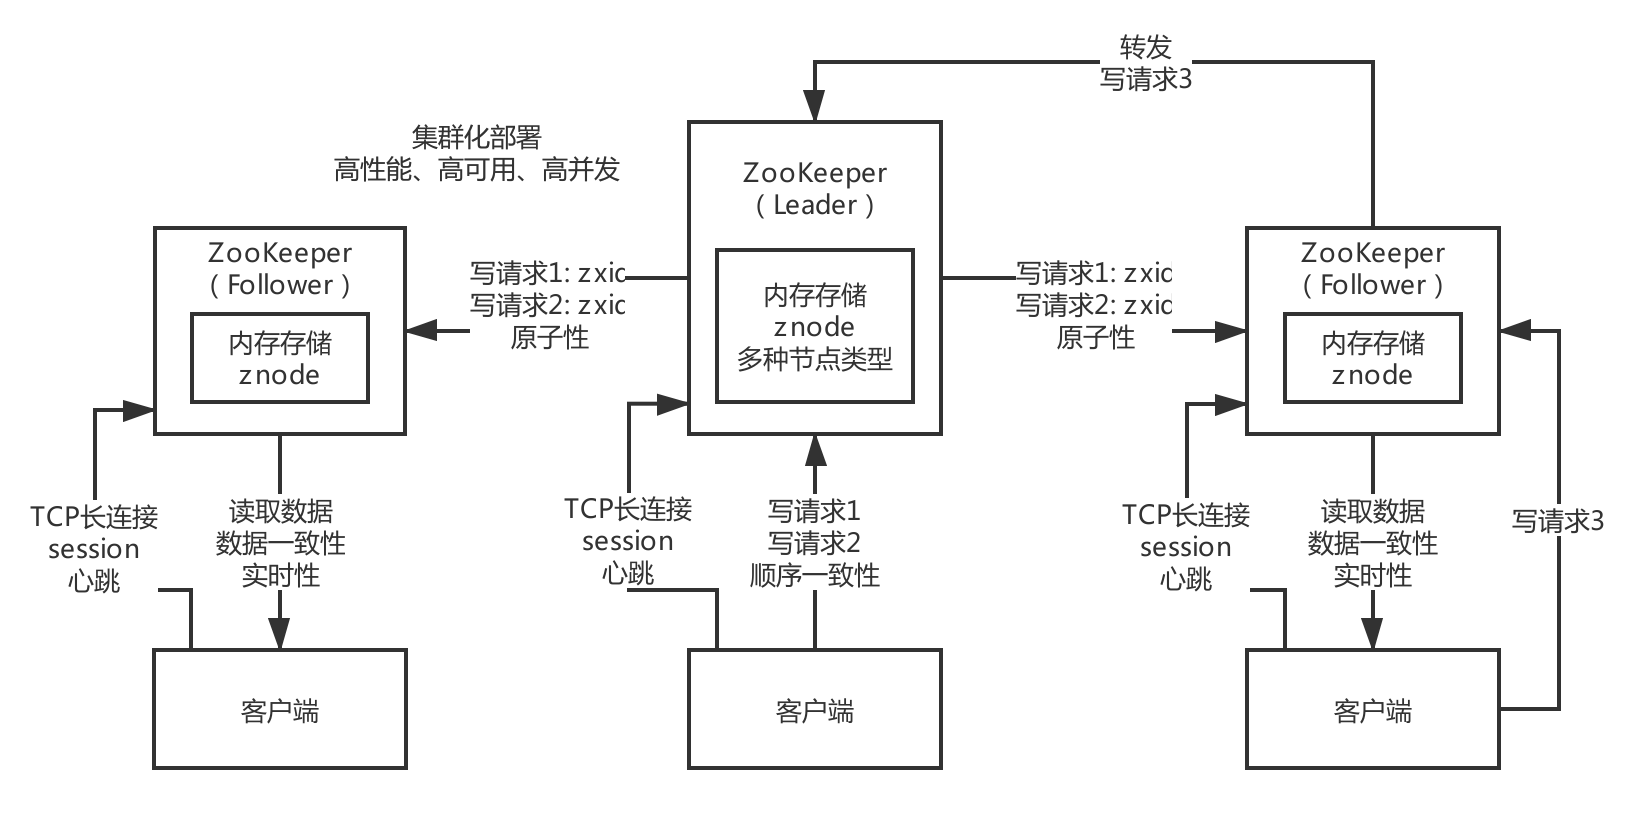 转发
写请求3
集群化部署
高性能、高可用、高并发
ZooKeeper
（Leader）
内存存储
znode
多种节点类型
ZooKeeper
（Follower）
内存存储
znode
写请求1: zxid
写请求2: zxid
原子性
写请求1: zxid
写请求2: zxid
原子性
ZooKeeper
（Follower）
内存存储
znode
TCP长连接
session
心跳
读取数据
数据一致性
实时性
TCP长连接
session
心跳
写请求1
写请求2
顺序一致性
TCP长连接
session
心跳
读取数据
数据一致性
实时性
写请求3
客户端
客户端
客户端